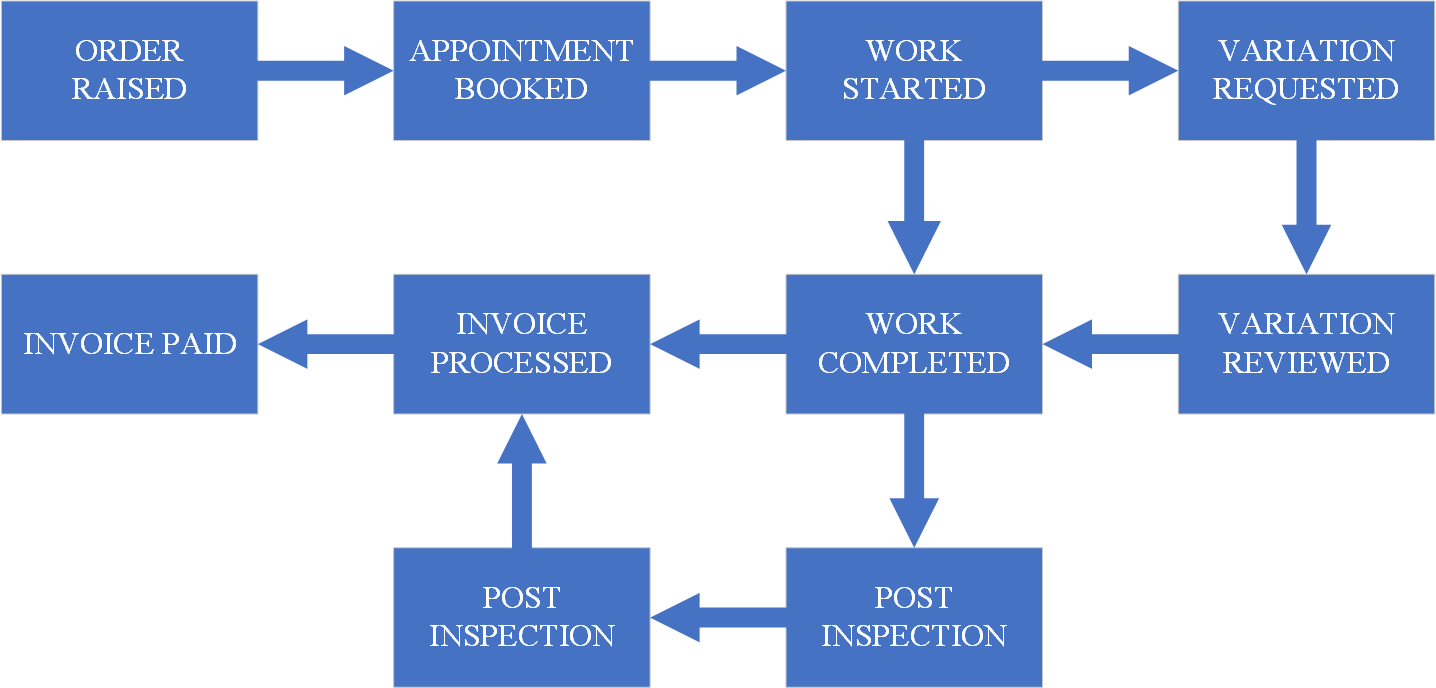 ORDER
RAISED
APPOINTMENT
BOOKED
WORK
STARTED
VARIATION
REQUESTED
INVOICE PAID
INVOICE
PROCESSED
WORK
COMPLETED
VARIATION
REVIEWED
POST
INSPECTION
POST
INSPECTION